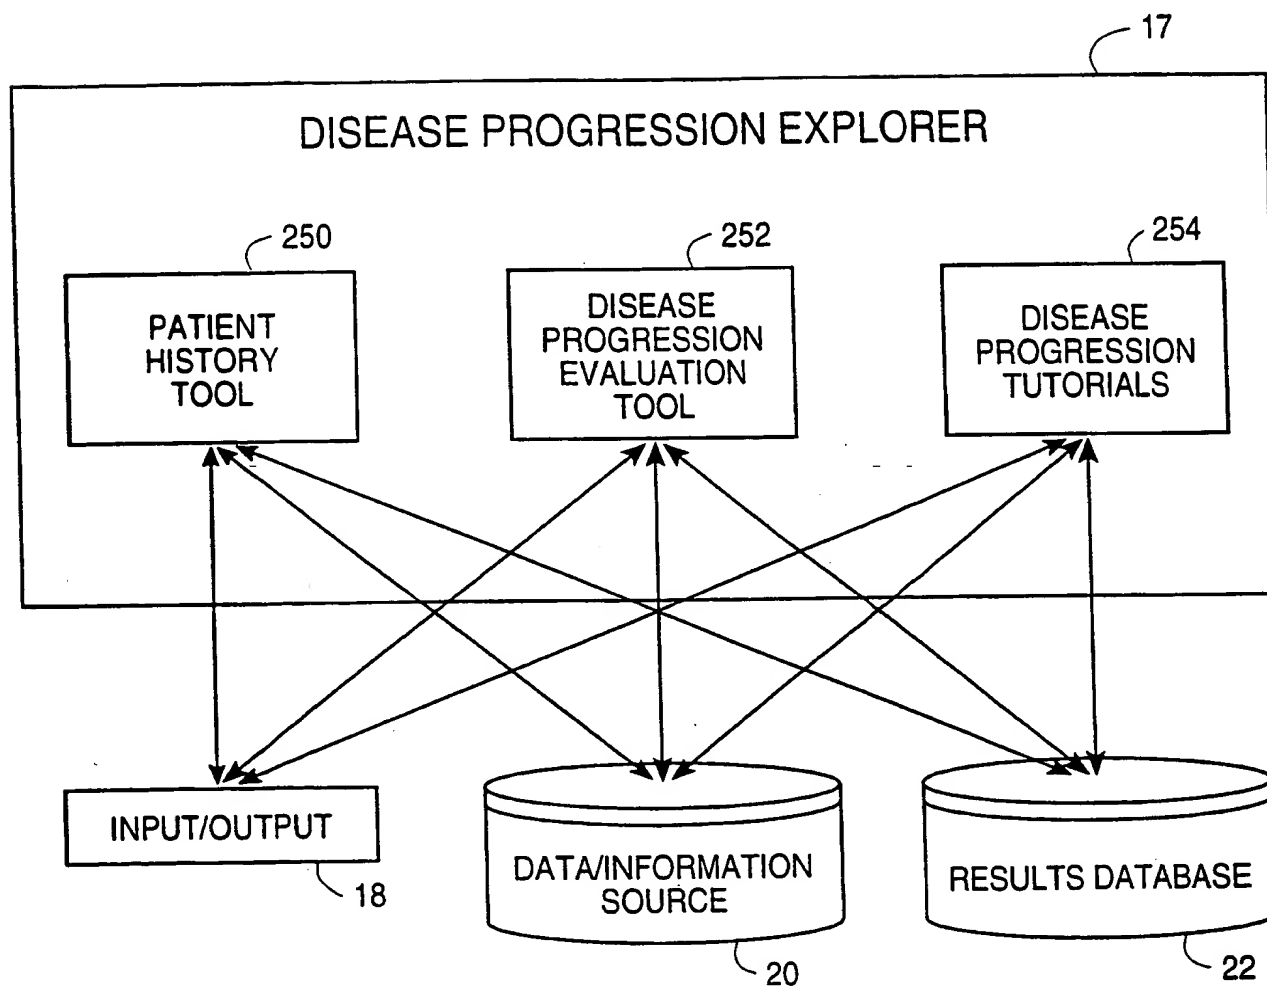 17
DISEASE PROGRESSION EXPLORER
250
252
254
PATIENT
HISTORY
TOOL
DISEASE
PROGRESSION
EVALUATION
TOOL
DISEASE
PROGRESSION
TUTORIALS
INPUT/OUTPUT
18
DATA/INFORMATION
SOURCE
20
RESULTS DATABASE
22